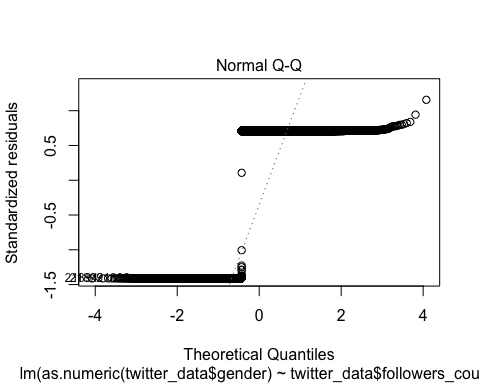 Normal Q-Q
Standardized residuals
0.5
-0.5
-1.5
-4
-2
0
2
4
Theoretical Quantiles
lm(as.numeric(twitter_data$gender) ~ twitter_data$followers_cou